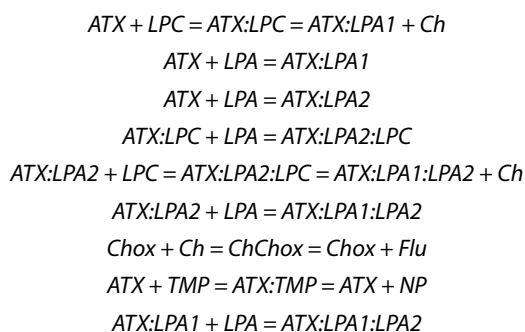 ATX + LPC = ATX:LPC = ATX:LPA1 + Ch
ATX + LPA = ATX:LPA1
ATX + LPA = ATX:LPA2
ATX:LPC + LPA = ATX:LPA2:LPC
ATX:LPA2 + LPC = ATX:LPA2:LPC = ATX:LPA1:LPA2 + Ch
ATX:LPA2 + LPA = ATX:LPA1:LPA2
Chox + Ch = ChChox = Chox + Flu
ATX + TMP = ATX:TMP = ATX + NP
ATX:LPA1 + LPA = ATX:LPA1:LPA2